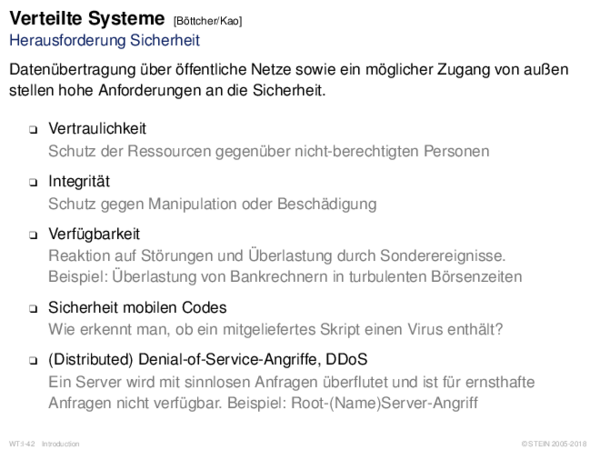 Verteilte Systeme [Böttcher/Kao]
Herausforderung Sicherheit
Datenübertragung über öffentliche Netze sowie ein möglicher Zugang von außen
stellen hohe Anforderungen an die Sicherheit.
❑ Vertraulichkeit
Schutz der Ressourcen gegenüber nicht-berechtigten Personen
❑ Integrität
Schutz gegen Manipulation oder Beschädigung
❑ Verfügbarkeit
Reaktion auf Störungen und Überlastung durch Sonderereignisse.
Beispiel: Überlastung von Bankrechnern in turbulenten Börsenzeiten
❑ Sicherheit mobilen Codes
Wie erkennt man, ob ein mitgeliefertes Skript einen Virus enthält?
❑ (Distributed) Denial-of-Service-Angriffe, DDoS
Ein Server wird mit sinnlosen Anfragen überflutet und ist für ernsthafte
Anfragen nicht verfügbar. Beispiel: Root-(Name)Server-Angriff
WT:I-42 Introduction © STEIN 2005-2018